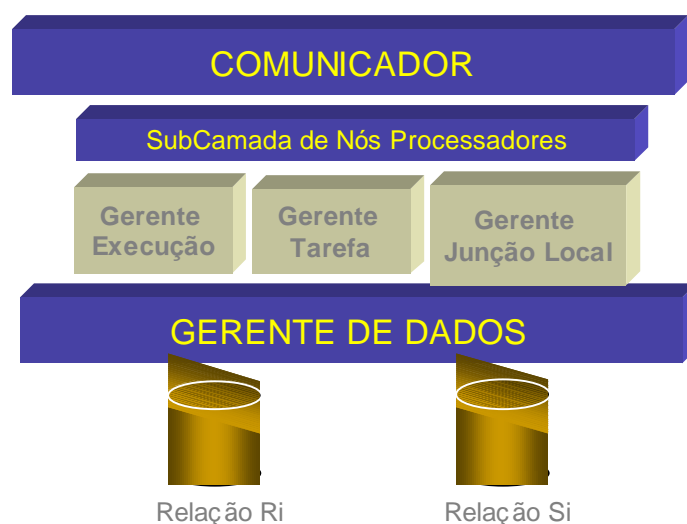 COMUNICADOR
SubCamada de Nós Processadores
Gerente
Execução
Gerente
Tarefa
Gerente
Junção Local
GERENTE DE DADOS
Relação Ri
Relação Si